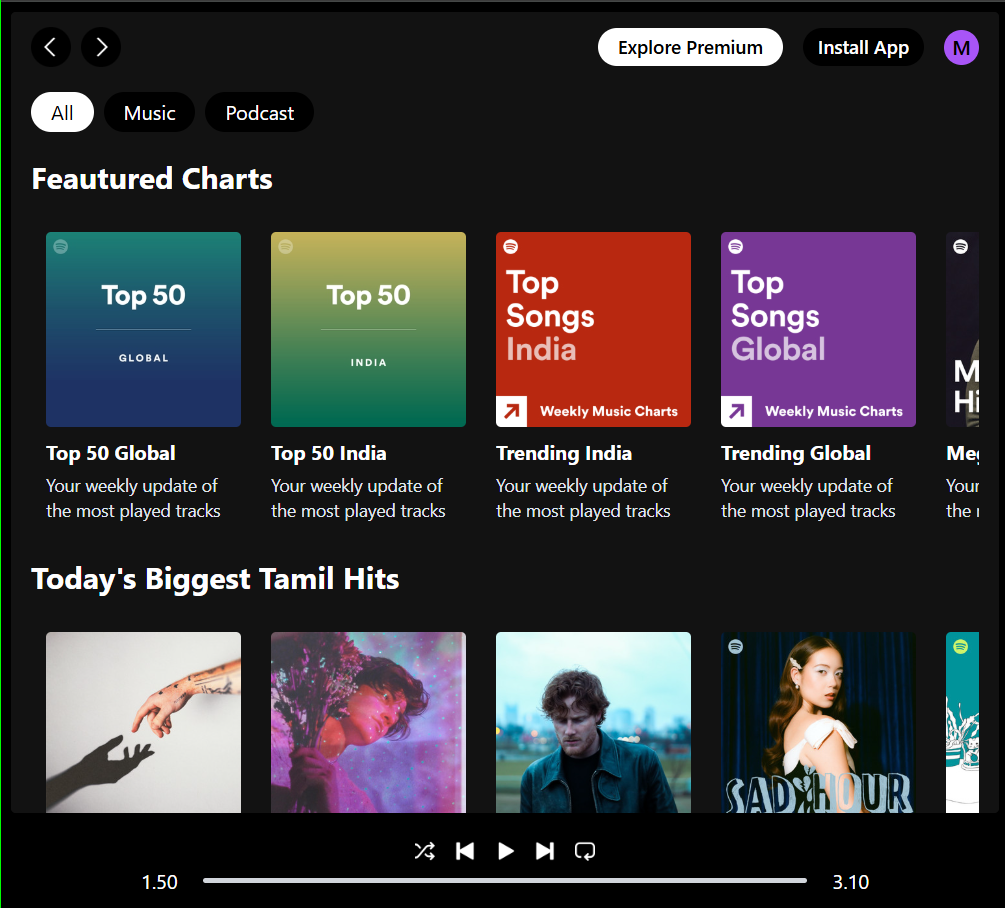 Explore Premium
Install App
M
All
Music
Podcast
Feautured Charts
Top 50
GLOBAL
Top 50
INDIA
Top
Songs
India
Weekly Music Charts
Top
Songs
Global
Weekly Music Charts
M
Hi
Top 50 Global
Your weekly update of
the most played tracks
Top 50 India
Your weekly update of
the most played tracks
Trending India
Your weekly update of
the most played tracks
Trending Global
Your weekly update of
the most played tracks
Meg
Your
the
Today's Biggest Tamil Hits
SAD HOUR
1.50
3.10